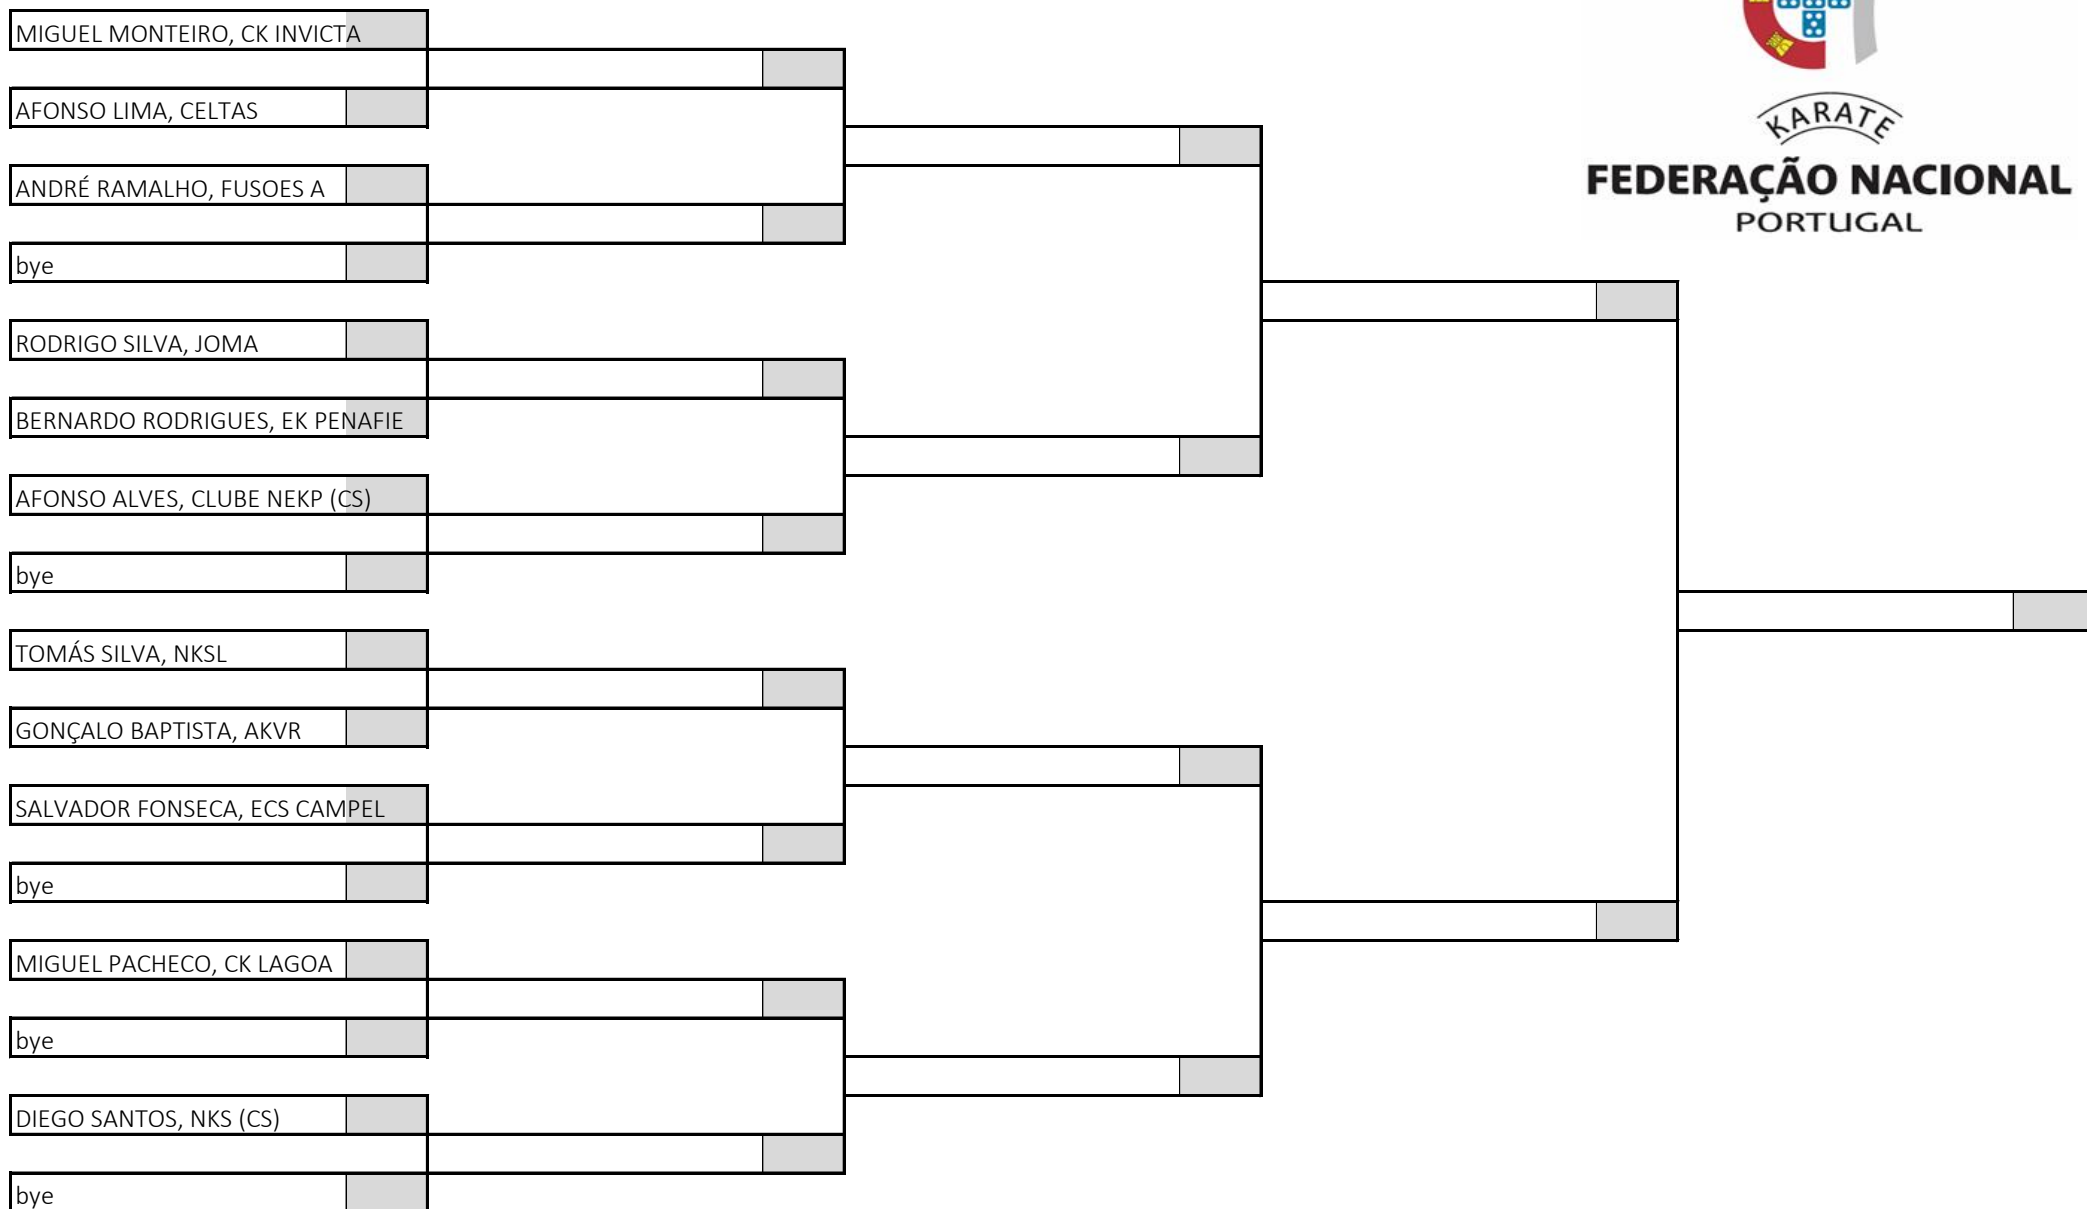 MIGUEL MONTEIRO, CK INVICTA
AFONSO LIMA, CELTAS
ANDRÉ RAMALHO, FUSOES A
bye
RODRIGO SILVA, JOMA
BERNARDO RODRIGUES, EK PENAFIE
AFONSO ALVES, CLUBE NEKP (CS)
bye
TOMÁS SILVA, NKSL
GONÇALO BAPTISTA, AKVR
SALVADOR FONSECA, ECS CAMPEL
bye
MIGUEL PACHECO, CK LAGOA
bye
DIEGO SANTOS, NKS (CS)
bye
KARATE
FEDERAÇÃO NACIONAL
PORTUGAL